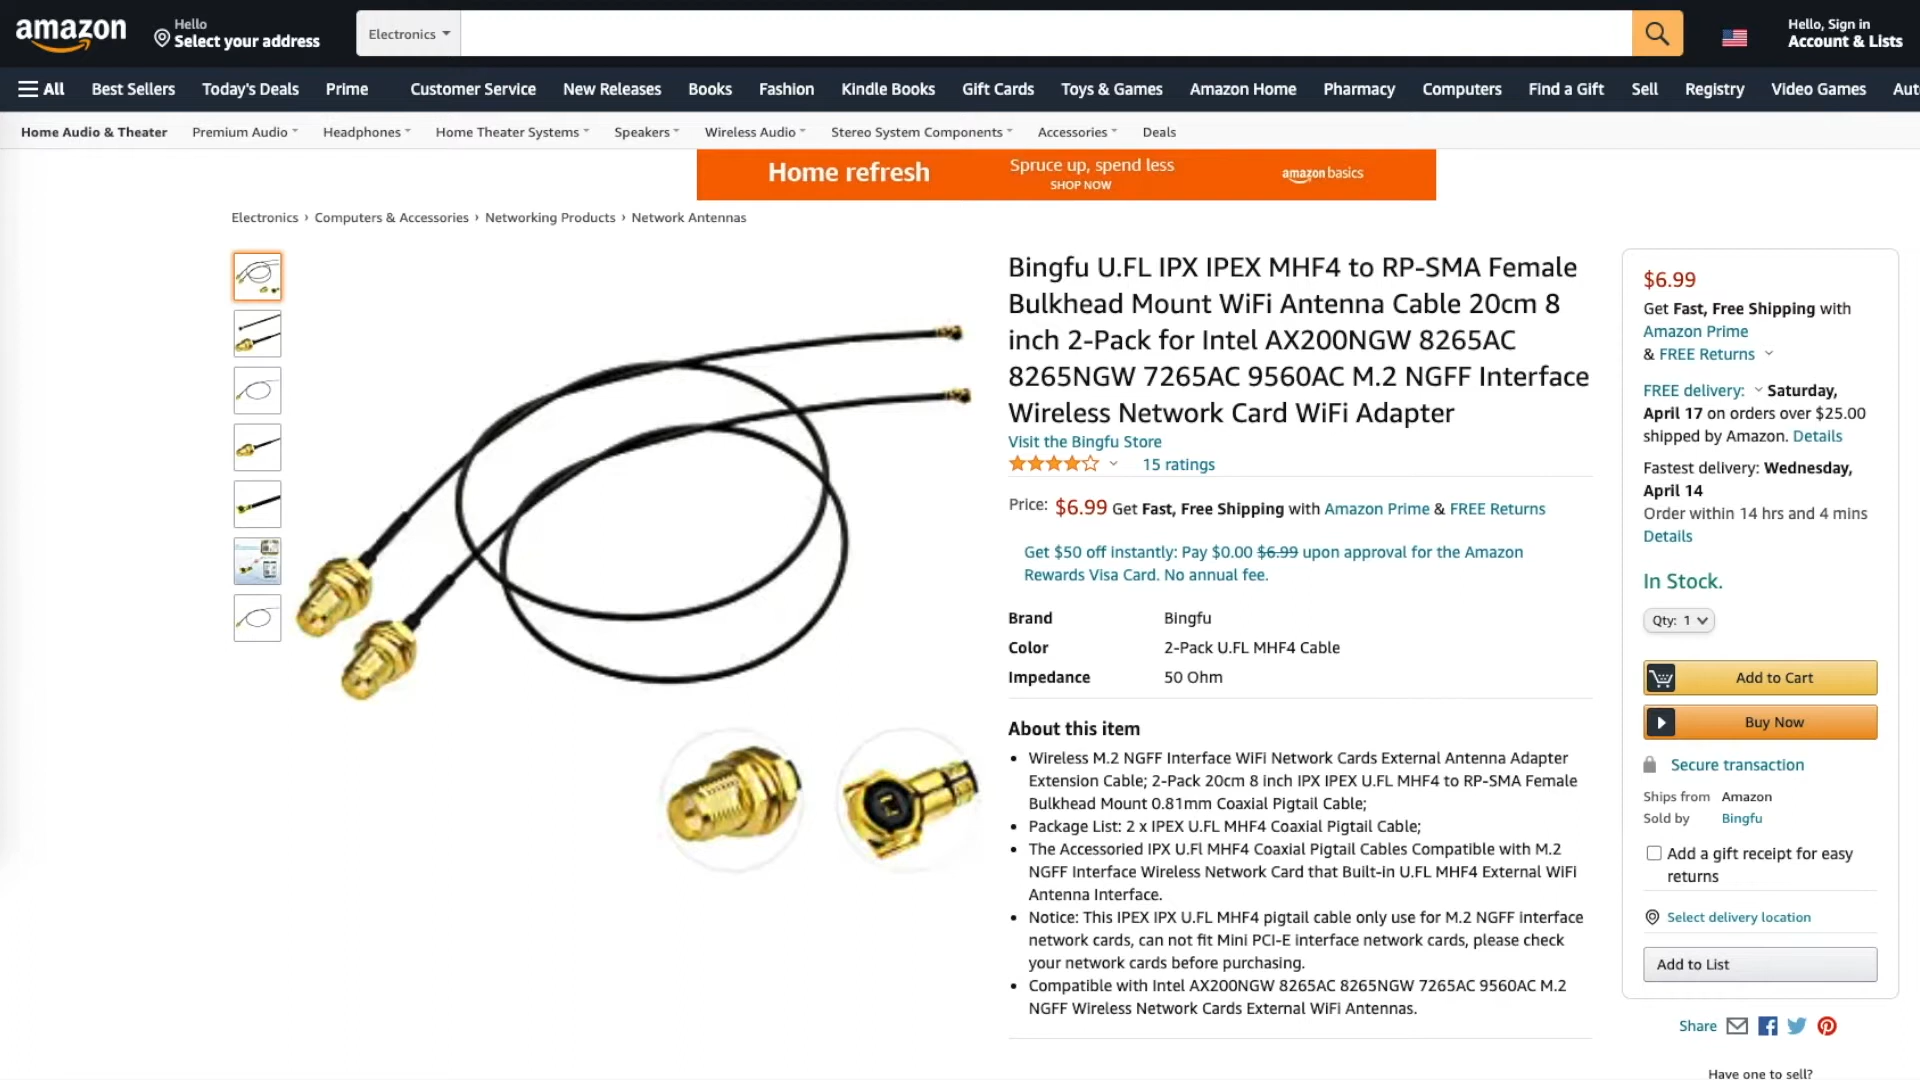 amazon
Hello
Select your address
Electronics
Hello, Sign in
Account & Lists
All
Best Sellers
Today's Deals
Prime
Customer Service
New Releases
Books
Fashion
Kindle Books
Gift Cards
Toys & Games
Amazon Home
Pharmacy
Computers
Find a Gift
Sell
Registry
Video Games
Aut
Home Audio & Theater
Premium Audio
Headphones
Home Theater Systems
Speakers
Wireless Audio
Stereo System Components
Accessories
Deals
Home refresh
Spruce up, spend less
SHOP NOW
amazon basics
Electronics › Computers & Accessories › Networking Products › Network Antennas
Bingfu U.FL IPX IPEX MHF4 to RP-SMA Female
Bulkhead Mount WiFi Antenna Cable 20cm 8
inch 2-Pack for Intel AX200NGW 8265AC
8265NGW 7265AC 9560AC M.2 NGFF Interface
Wireless Network Card WiFi Adapter
Visit the Bingfu Store
15 ratings
Price: $6.99 Get Fast, Free Shipping with Amazon Prime & FREE Returns
Get $50 off instantly: Pay $0.00 $6.99 upon approval for the Amazon
Rewards Visa Card. No annual fee.
Brand Bingfu
Color 2-Pack U.FL MHF4 Cable
Impedance 50 Ohm
About this item
• Wireless M.2 NGFF Interface WiFi Network Cards External Antenna Adapter
Extension Cable; 2-Pack 20cm 8 inch IPX IPEX U.FL MHF4 to RP-SMA Female
Bulkhead Mount 0.81mm Coaxial Pigtail Cable;
• Package List: 2 x IPEX U.FL MHF4 Coaxial Pigtail Cable;
• The Accessoried IPX U.Fl MHF4 Coaxial Pigtail Cables Compatible with M.2
NGFF Interface Wireless Network Card that Built-in U.FL MHF4 External WiFi
Antenna Interface.
• Notice: This IPEX IPX U.FL MHF4 pigtail cable only use for M.2 NGFF interface
network cards, can not fit Mini PCI-E interface network cards, please check
your network cards before purchasing.
• Compatible with Intel AX200NGW 8265AC 8265NGW 7265AC 9560AC M.2
NGFF Wireless Network Cards External WiFi Antennas.
$6.99
Get Fast, Free Shipping with
Amazon Prime
& FREE Returns
FREE delivery: Saturday,
April 17 on orders over $25.00
shipped by Amazon. Details
Fastest delivery: Wednesday,
April 14
Order within 14 hrs and 4 mins
Details
In Stock.
Qty: 1
Add to Cart
Buy Now
Secure transaction
Ships from Amazon
Sold by Bingfu
Add a gift receipt for easy
returns
Select delivery location
Add to List
Share
Have one to sell?